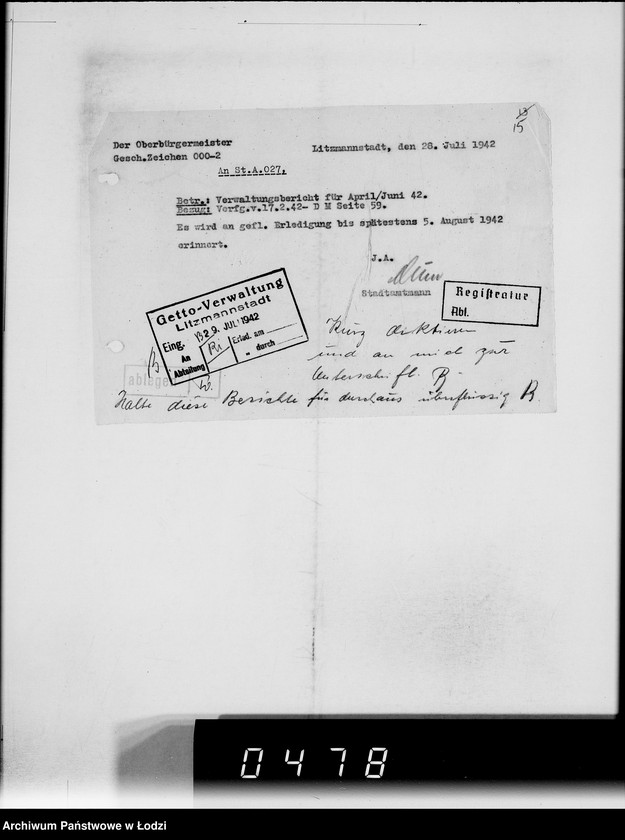 13
15
Der Oberbürgermeister
Gesch.Zeichen 000-2
Litzmannstadt, den 28. Juli 1942
An St.A.027,
Betr.: Verwaltungsbericht für April/Juni 42.
Bezug: Verfg.v.17.2.42- D M Seite 59.
Es wird an gefl. Erledigung bis spätestens 5. August 1942
erinnert.
J.A.
Stadtamtmann
Getto-Verwaltung
Litzmannstadt
Eing. 29. JULI 1942
An
Abteilung
Ri
Erled. am
" durch
Registratur
Abt.
ablegen
Kurz diktieren
und an mich zur
Unterschrift. R
Halte diese Berichte für durchaus überflüssig R.
0478
Archiwum Państwowe w Łodzi